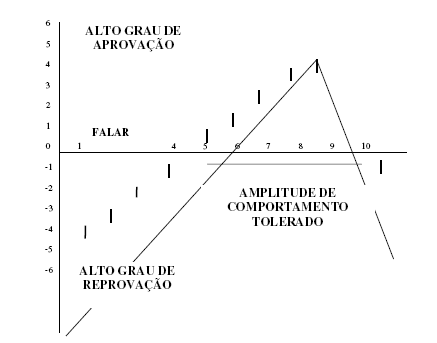 6
ALTO GRAU DE
5
APROVAÇÃO
4
3
2
1
FALAR
0
1 4 5 6 7 8 9 10
-1
-2
AMPLITUDE DE
-3
COMPORTAMENTO
TOLERADO
-4
-5
-6
ALTO GRAU DE
REPROVAÇÃO